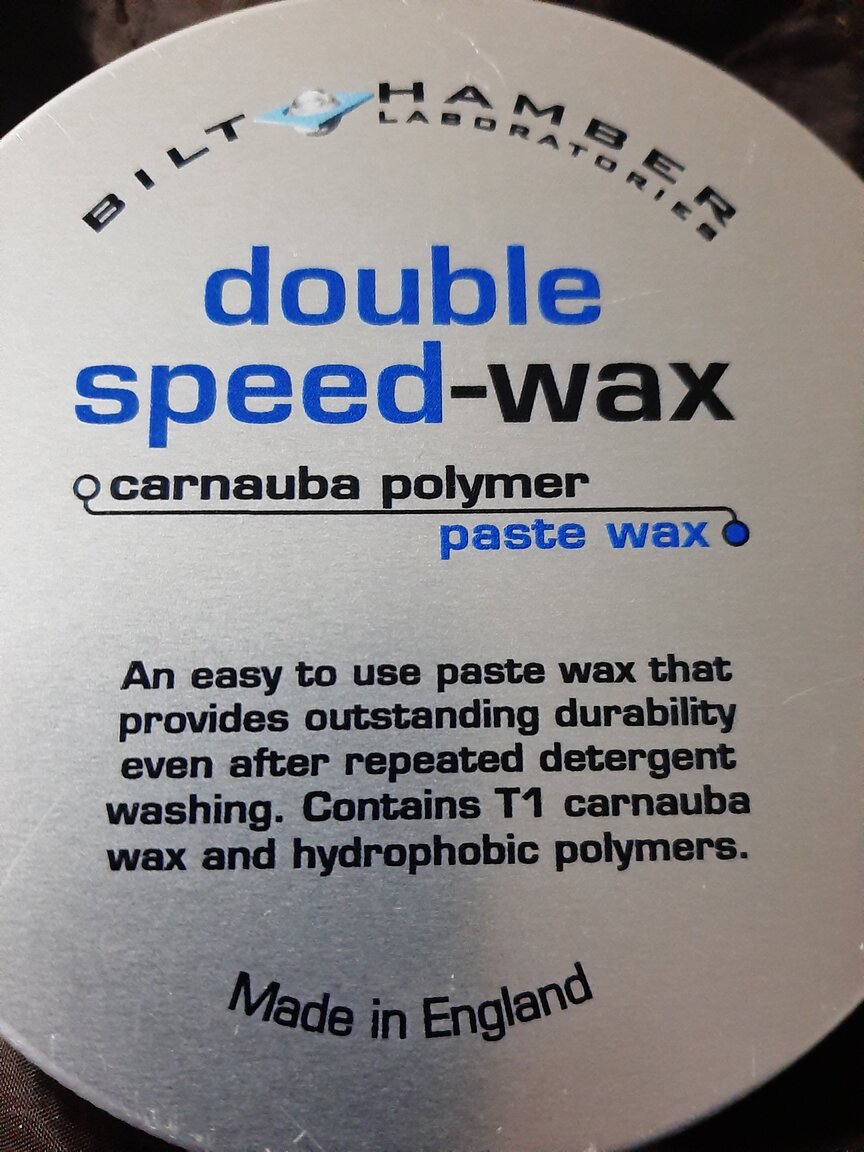 BILT HAMBER
LABORATORIES
double
speed-wax
carnauba polymer
paste wax
An easy to use paste wax that
provides outstanding durability
even after repeated detergent
washing. Contains T1 carnauba
wax and hydrophobic polymers.
Made in England